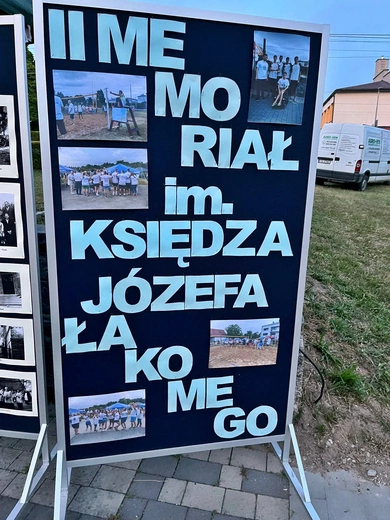 II ME
MO
RIAŁ
im.
KSIĘDZA
JÓZEFA
ŁA
KO
ME
GO